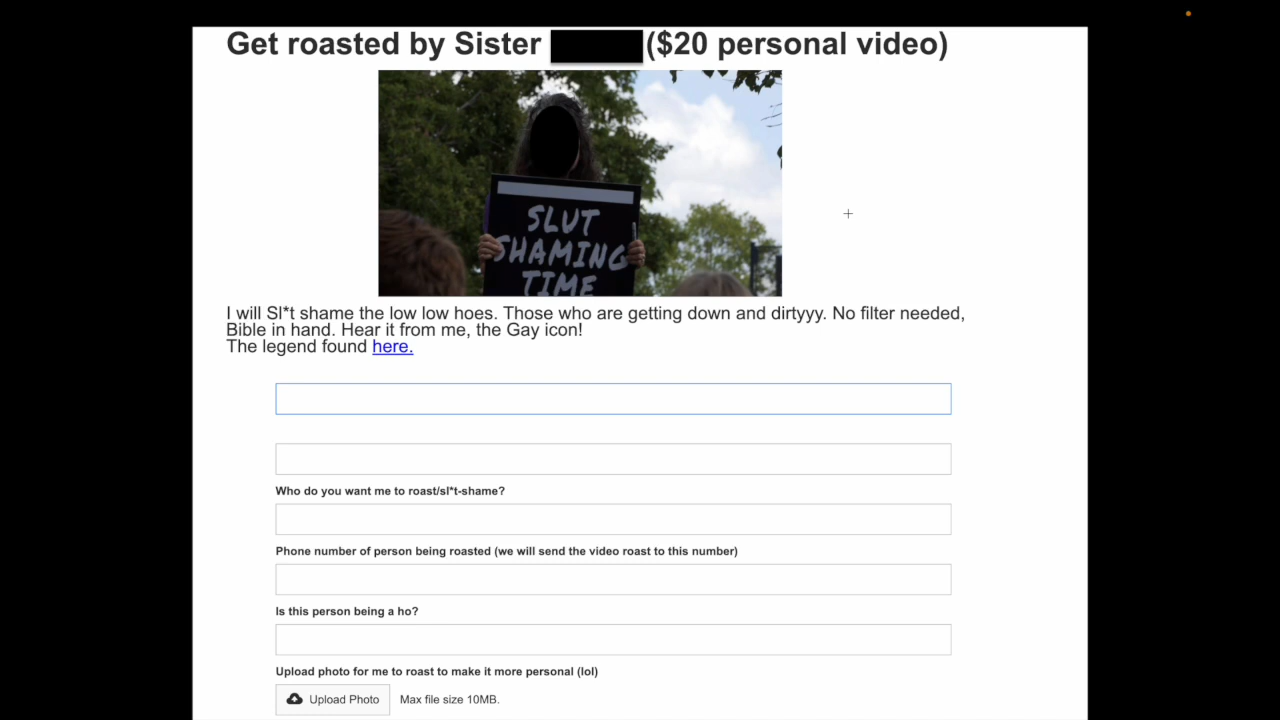 Get roasted by Sister ($20 personal video)
SLUT
SHAMING
TIME
I will Sl*t shame the low low hoes. Those who are getting down and dirtyyy. No filter needed,
Bible in hand. Hear it from me, the Gay icon!
The legend found here.
Who do you want me to roast/sl*t-shame?
Phone number of person being roasted (we will send the video roast to this number)
Is this person being a ho?
Upload photo for me to roast to make it more personal (lol)
Upload Photo Max file size 10MB.